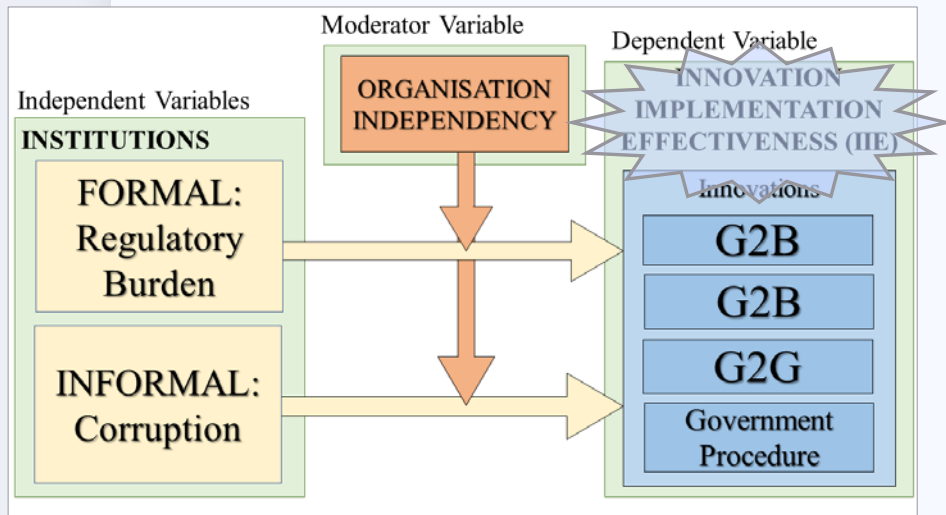 Independent Variables
INSTITUTIONS
FORMAL:
Regulatory
Burden
INFORMAL:
Corruption
Moderator Variable
ORGANISATION
INDEPENDENCY
Dependent Variable
INNOVATION
IMPLEMENTATION
EFFECTIVENESS (IIE)
Innovations
G2B
G2B
G2G
Government
Procedure